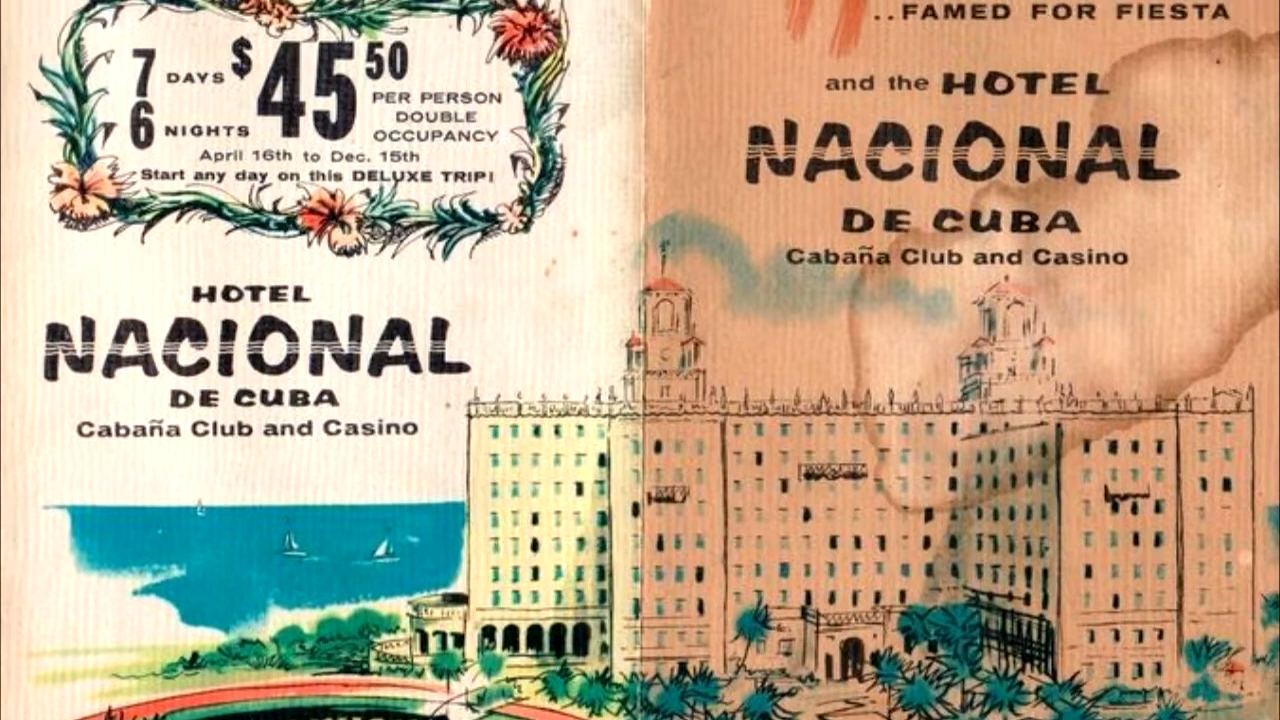 7 DAYS 6 NIGHTS $45.50 PER PERSON
DOUBLE
OCCUPANCY
April 16th to Dec. 15th
Start any day on this DELUXE TRIP!
HOTEL
NACIONAL
DE CUBA
Cabaña Club and Casino
..FAMED FOR FIESTA
and the HOTEL
NACIONAL
DE CUBA
Cabaña Club and Casino